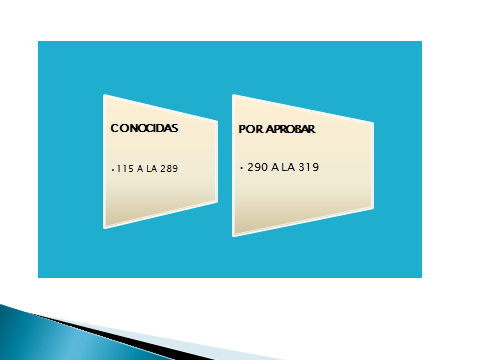 CONOCIDAS
• 115 A LA 289
POR APROBAR
• 290 A LA 319